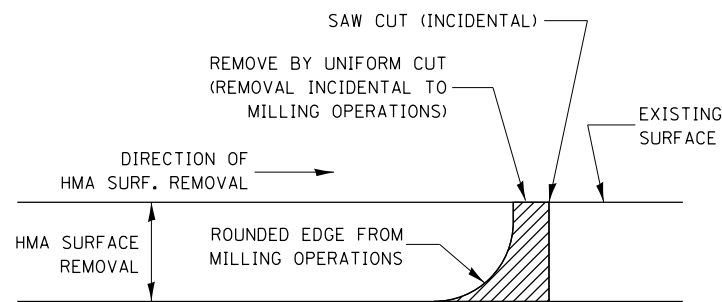 SAW CUT (INCIDENTAL)
REMOVE BY UNIFORM CUT
(REMOVAL INCIDENTAL TO
MILLING OPERATIONS)
EXISTING
SURFACE
DIRECTION OF
HMA SURF. REMOVAL
HMA SURFACE
REMOVAL
ROUNDED EDGE FROM
MILLING OPERATIONS